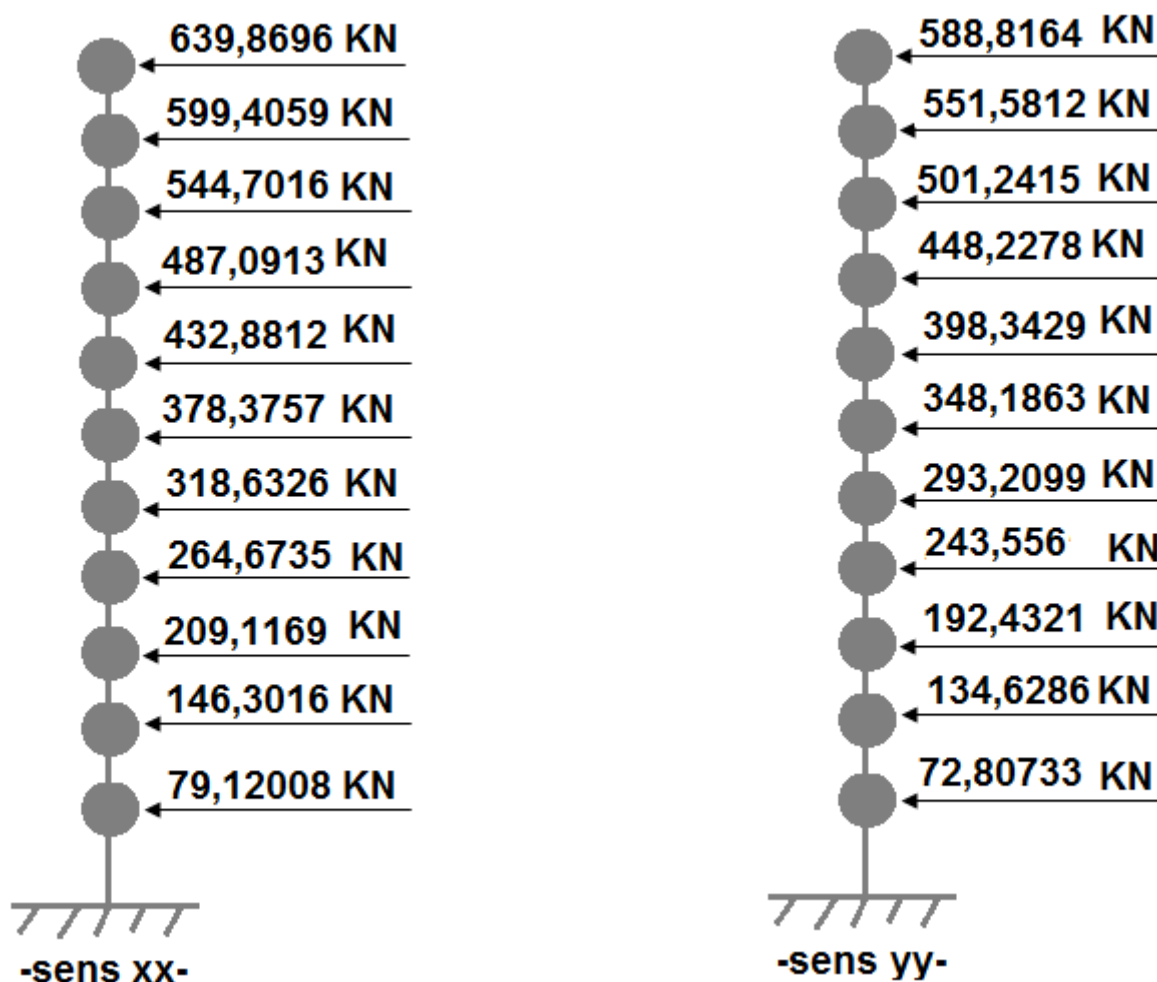 639,8696 KN
599,4059 KN
544,7016 KN
487,0913 KN
432,8812 KN
378,3757 KN
318,6326 KN
264,6735 KN
209,1169 KN
146,3016 KN
79,12008 KN
-sens xx-
588,8164 KN
551,5812 KN
501,2415 KN
448,2278 KN
398,3429 KN
348,1863 KN
293,2099 KN
243,556 KN
192,4321 KN
134,6286 KN
72,80733 KN
-sens yy-